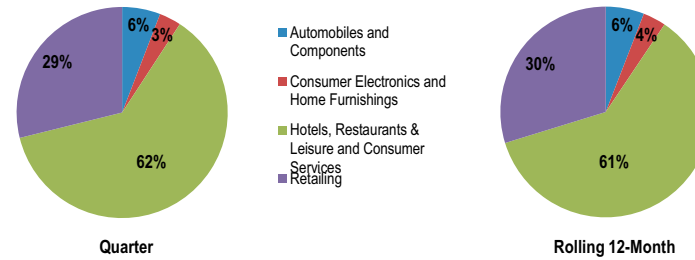 6%
3%
29%
62%
Automobiles and
Components
Consumer Electronics and
Home Furnishings
Hotels, Restaurants &
Leisure and Consumer
Services
Retailing
6%
4%
30%
61%
Quarter
Rolling 12-Month